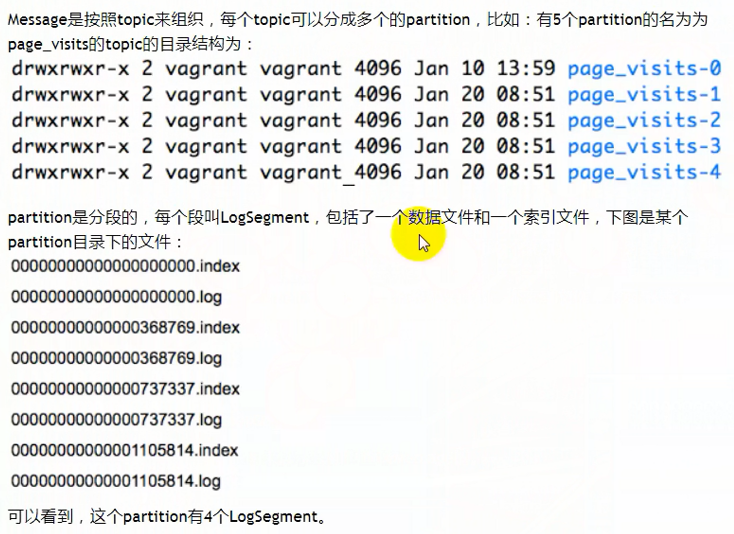 Message是按照topic来组织，每个topic可以分成多个的partition，比如：有5个partition的名为为
page_visits的topic的目录结构为：
drwxrwxr-x 2 vagrant vagrant 4096 Jan 10 13:59 page_visits-0
drwxrwxr-x 2 vagrant vagrant 4096 Jan 20 08:51 page_visits-1
drwxrwxr-x 2 vagrant vagrant 4096 Jan 20 08:51 page_visits-2
drwxrwxr-x 2 vagrant vagrant 4096 Jan 20 08:51 page_visits-3
drwxrwxr-x 2 vagrant vagrant_4096 Jan 20 08:51 page_visits-4
partition是分段的，每个段叫LogSegment，包括了一个数据文件和一个索引文件，下图是某个
partition目录下的文件：
00000000000000000000.index
00000000000000000000.log
00000000000000368769.index
00000000000000368769.log
00000000000000737337.index
00000000000000737337.log
00000000000001105814.index
00000000000001105814.log
可以看到，这个partition有4个LogSegment。